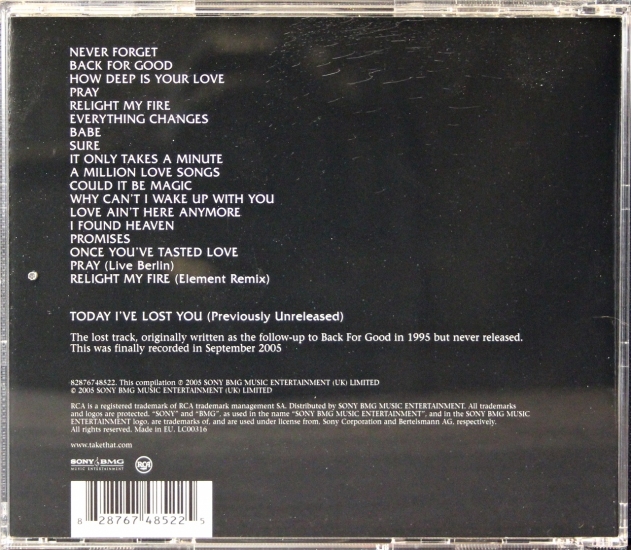 NEVER FORGET
BACK FOR GOOD
HOW DEEP IS YOUR LOVE
PRAY
RELIGHT MY FIRE
EVERYTHING CHANGES
BABE
SURE
IT ONLY TAKES A MINUTE
A MILLION LOVE SONGS
COULD IT BE MAGIC
WHY CAN'T I WAKE UP WITH YOU
LOVE AIN'T HERE ANYMORE
I FOUND HEAVEN
PROMISES
ONCE YOU'VE TASTED LOVE
PRAY (Live Berlin)
RELIGHT MY FIRE (Element Remix)
TODAY I'VE LOST YOU (Previously Unreleased)
The lost track, originally written as the follow-up to Back For Good in 1995 but never released.
This was finally recorded in September 2005
82876748522. This compilation ℗ 2005 SONY BMG MUSIC ENTERTAINMENT (UK) LIMITED
© 2005 SONY BMG MUSIC ENTERTAINMENT (UK) LIMITED
RCA is a registered trademark of RCA trademark management SA. Distributed by SONY BMG MUSIC ENTERTAINMENT. All trademarks
and logos are protected. "SONY" and "BMG", as used in the name "SONY BMG MUSIC ENTERTAINMENT", and in the SONY BMG MUSIC
ENTERTAINMENT logo, are trademarks of, and are used under license from, Sony Corporation and Bertelsmann AG, respectively.
All rights reserved. Made in EU. LC00316
www.takethat.com
SONY BMG
MUSIC ENTERTAINMENT
RCA
8 28767 48522 5